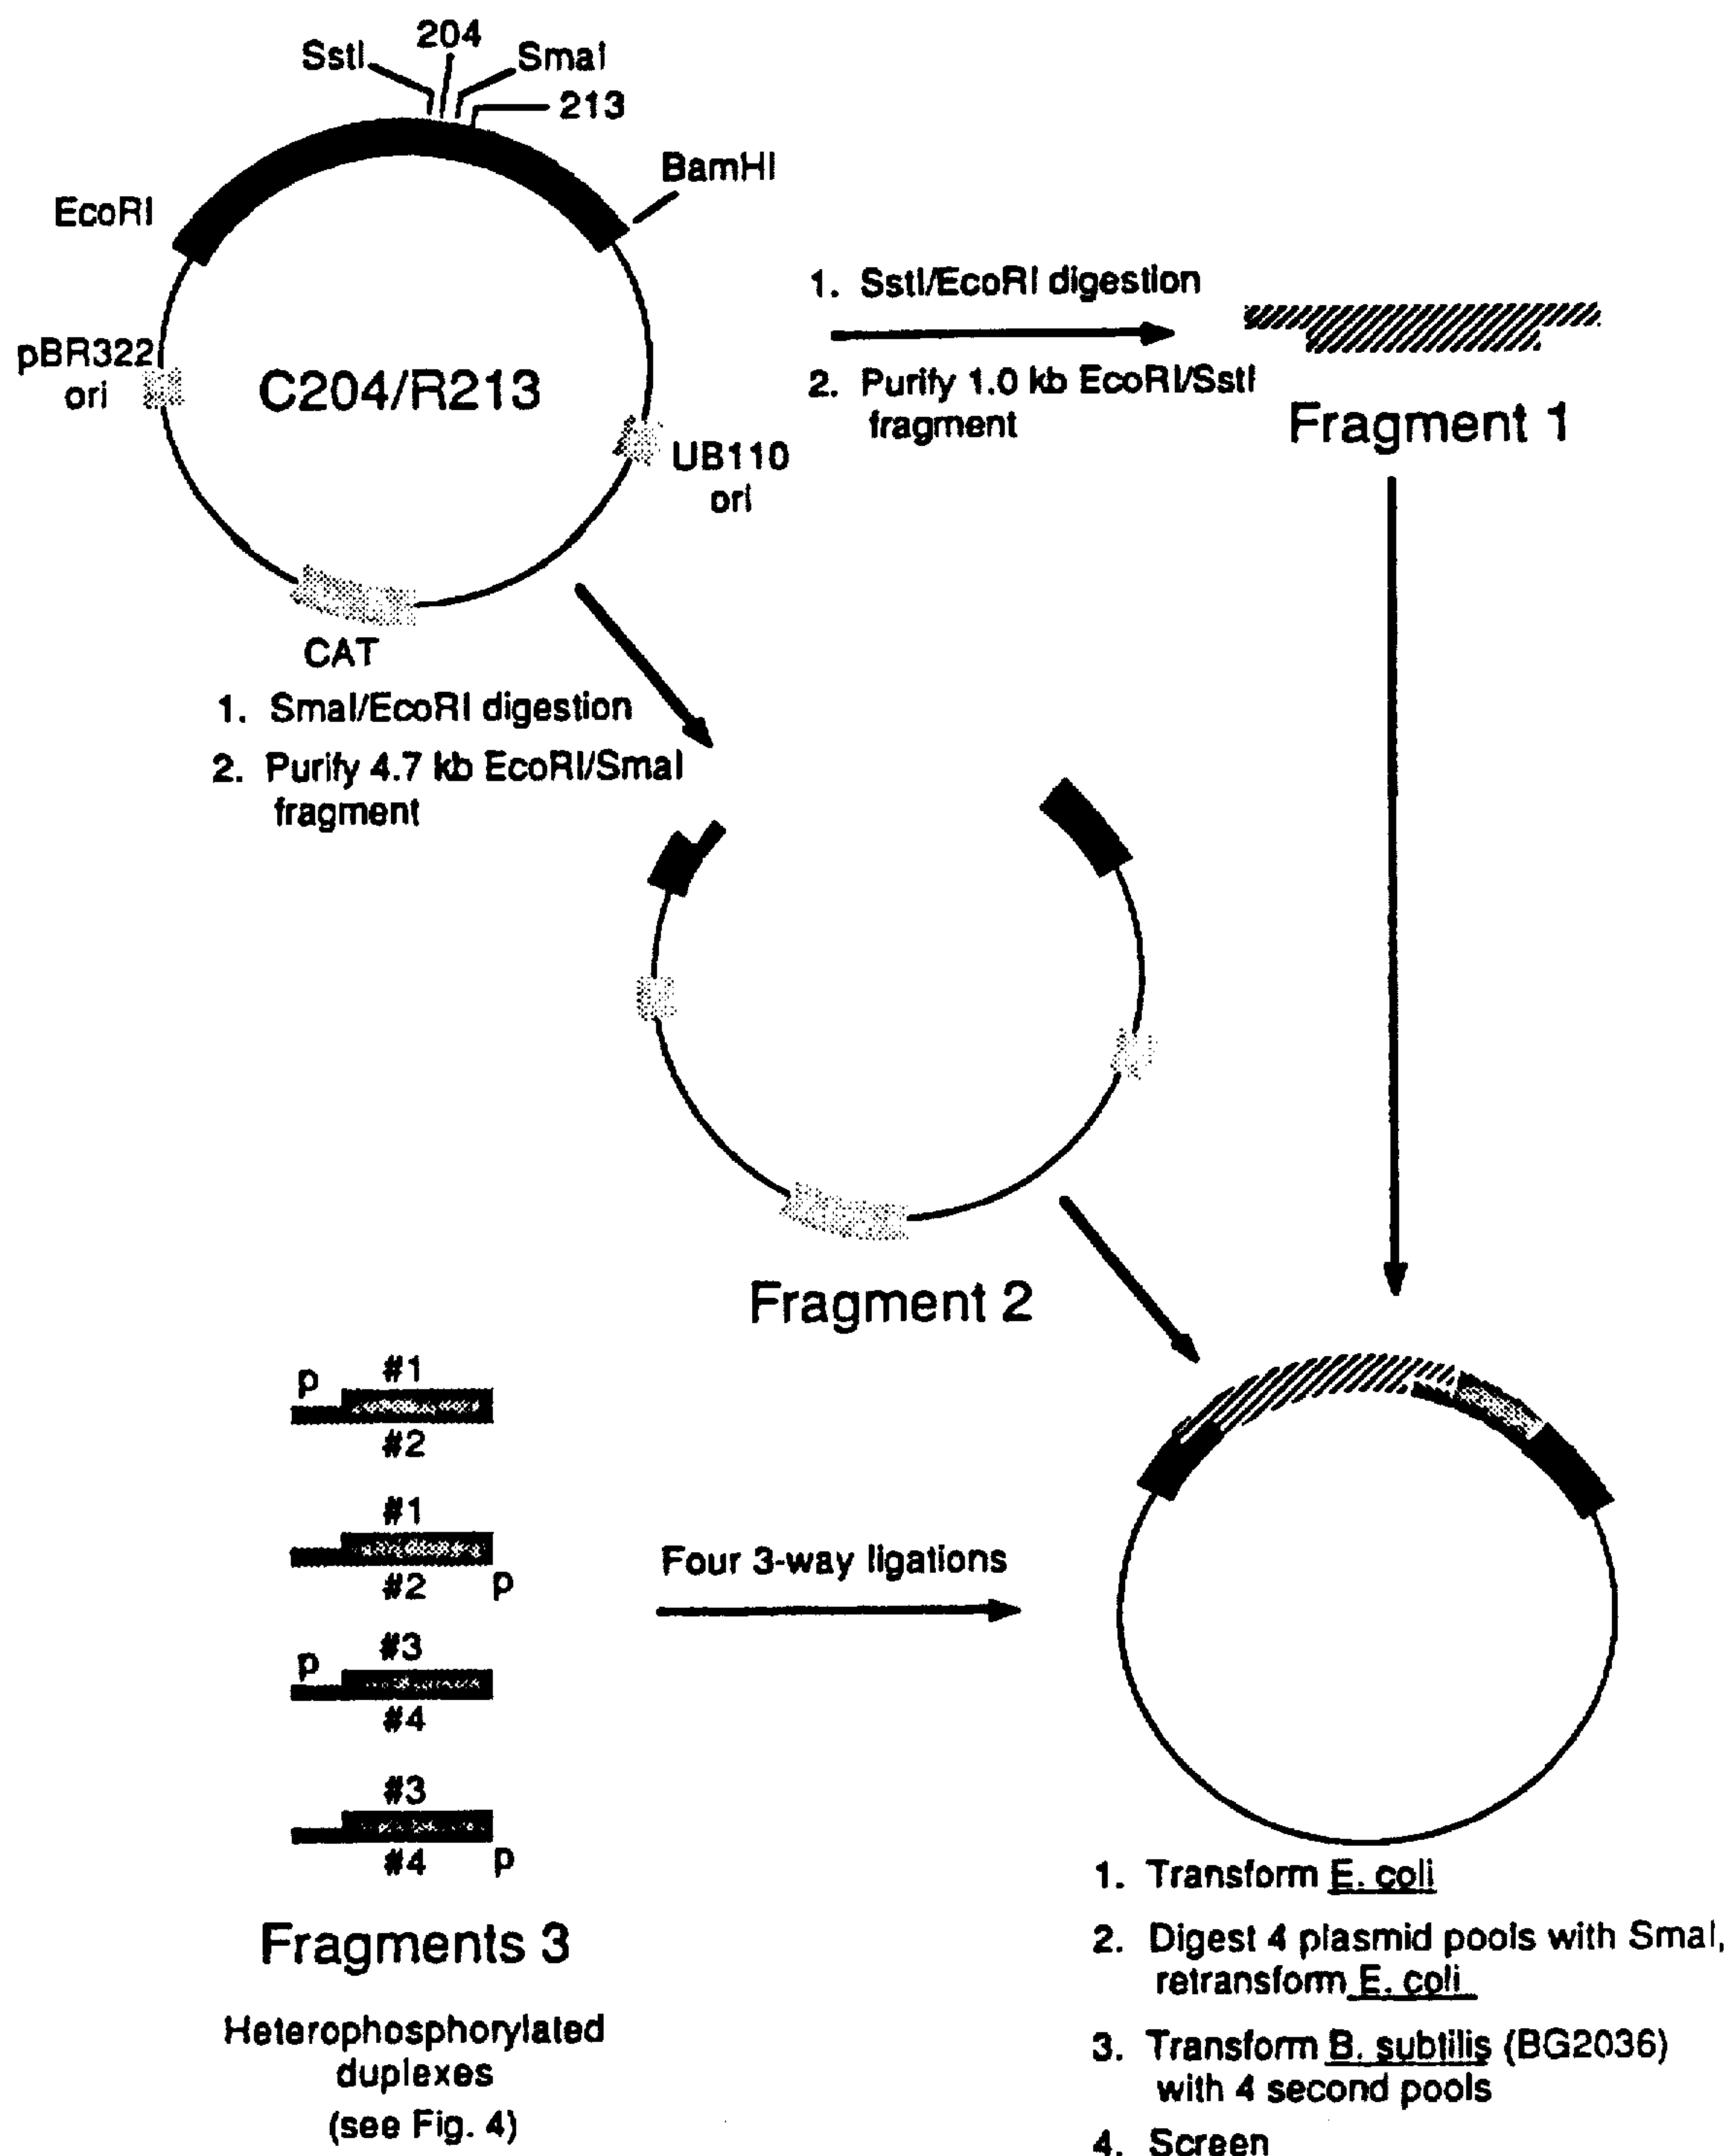 204
SstI
SmaI
213
BamHI
EcoRI
pBR322
ori
C204/R213
UB110
ori
CAT
1. SstI/EcoRI digestion
2. Purify 1.0 kb EcoRI/SstI
fragment
Fragment 1
1. SmaI/EcoRI digestion
2. Purify 4.7 kb EcoRI/SmaI
fragment
Fragment 2
p
#1
#2
#1
#2
p
p
#3
#4
#3
#4
p
Fragments 3
Heterophosphorylated
duplexes
(see Fig. 4)
Four 3-way ligations
1. Transform E. coli
2. Digest 4 plasmid pools with SmaI,
retransform E. coli
3. Transform B. subtilis (BG2036)
with 4 second pools
4. Screen